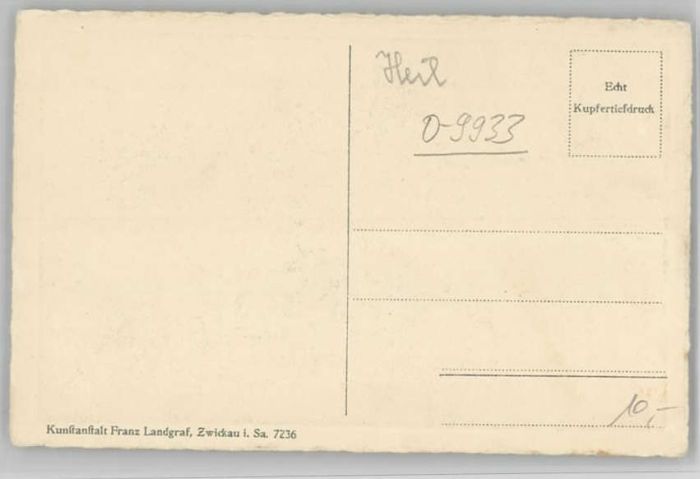 Heil
O-9933
Echt
Kupfertiefdruck
10,-
Kunſtanſtalt Franz Landgraf, Zwickau i. Sa. 7236